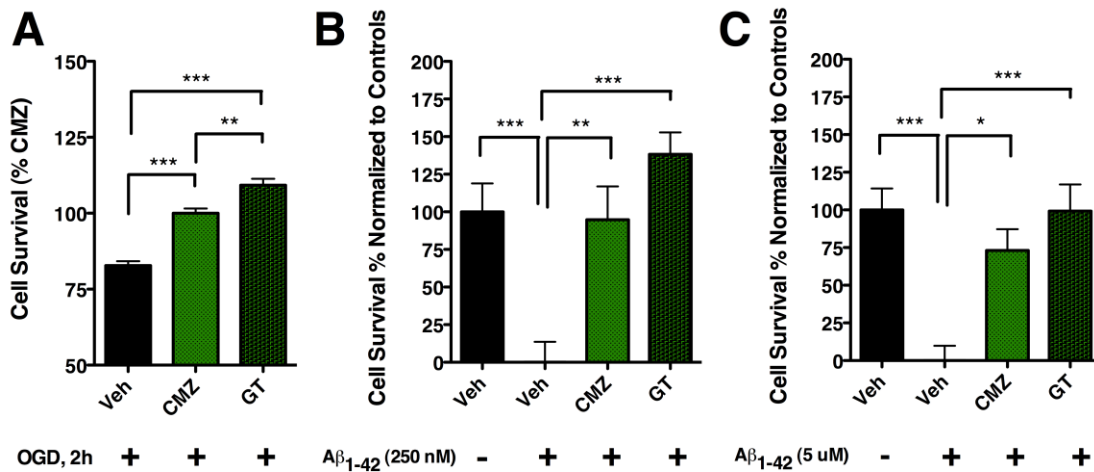 A
Cell Survival (% CMZ)
150
125
100
75
50
***
**
***
Veh
CMZ
GT
OGD, 2h + + +
B
Cell Survival % Normalized to Controls
200
175
150
125
100
75
50
25
0
***
*** **
Veh
Veh
CMZ
GT
Aβ1-42 (250 nM) - + + +
C
Cell Survival % Normalized to Controls
200
175
150
125
100
75
50
25
0
***
*** *
Veh
Veh
CMZ
GT
Aβ1-42 (5 uM) - + + +